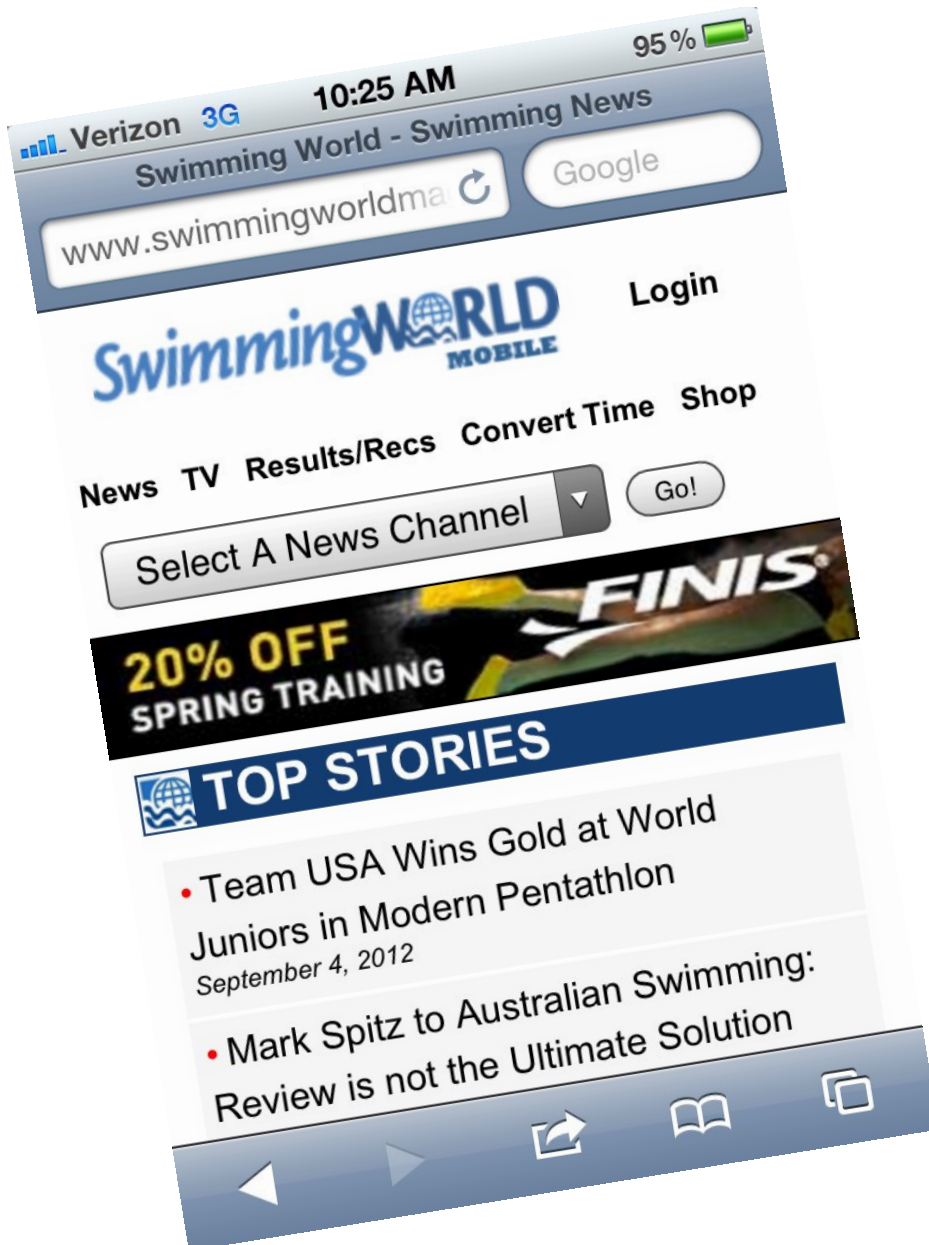 Verizon 3G 10:25 AM 95%
Swimming World - Swimming News
www.swimmingworldma Google
SwimmingWORLD Login
MOBILE
News TV Results/Recs Convert Time Shop
Select A News Channel Go!
FINIS®
20% OFF
SPRING TRAINING
TOP STORIES
• Team USA Wins Gold at World
Juniors in Modern Pentathlon
September 4, 2012
• Mark Spitz to Australian Swimming:
Review is not the Ultimate Solution